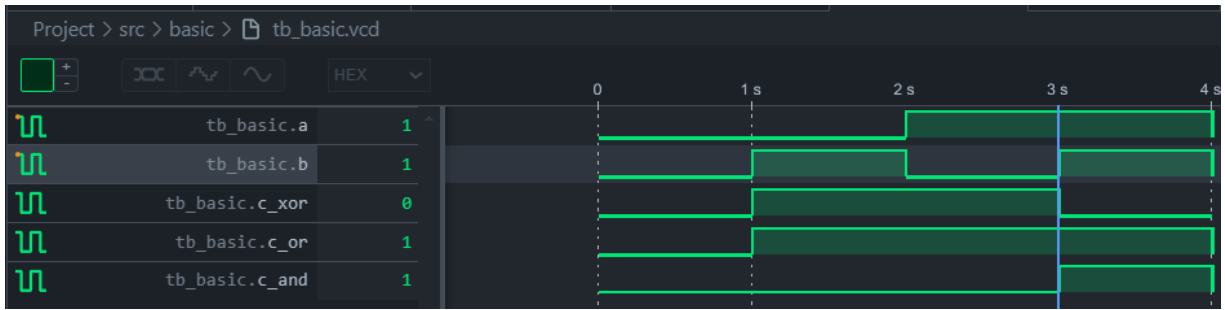 Project > src > basic > tb_basic.vcd
+
-
HEX
0 1 s 2 s 3 s 4 s
tb_basic.a 1
tb_basic.b 1
tb_basic.c_xor 0
tb_basic.c_or 1
tb_basic.c_and 1